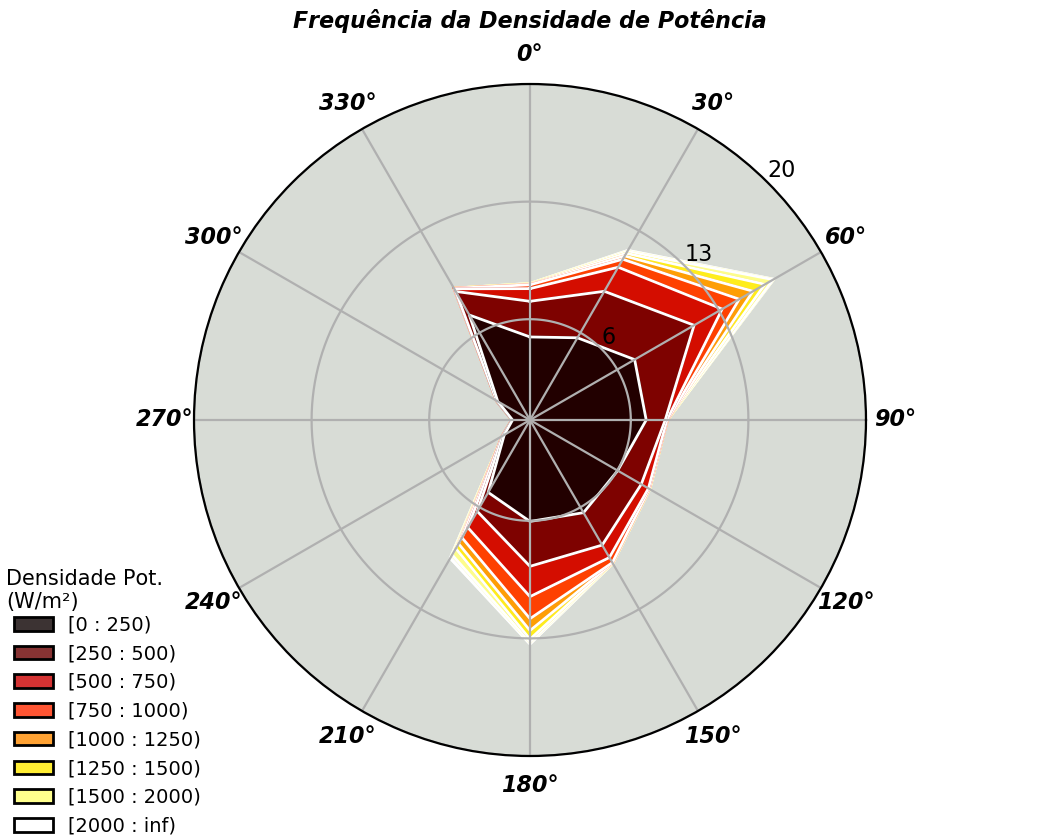 Frequência da Densidade de Potência
0°
330°
30°
20
300°
60°
13
6
270°
90°
240°
120°
210°
150°
180°
Densidade Pot.
(W/m²)
[0 : 250)
[250 : 500)
[500 : 750)
[750 : 1000)
[1000 : 1250)
[1250 : 1500)
[1500 : 2000)
[2000 : inf)